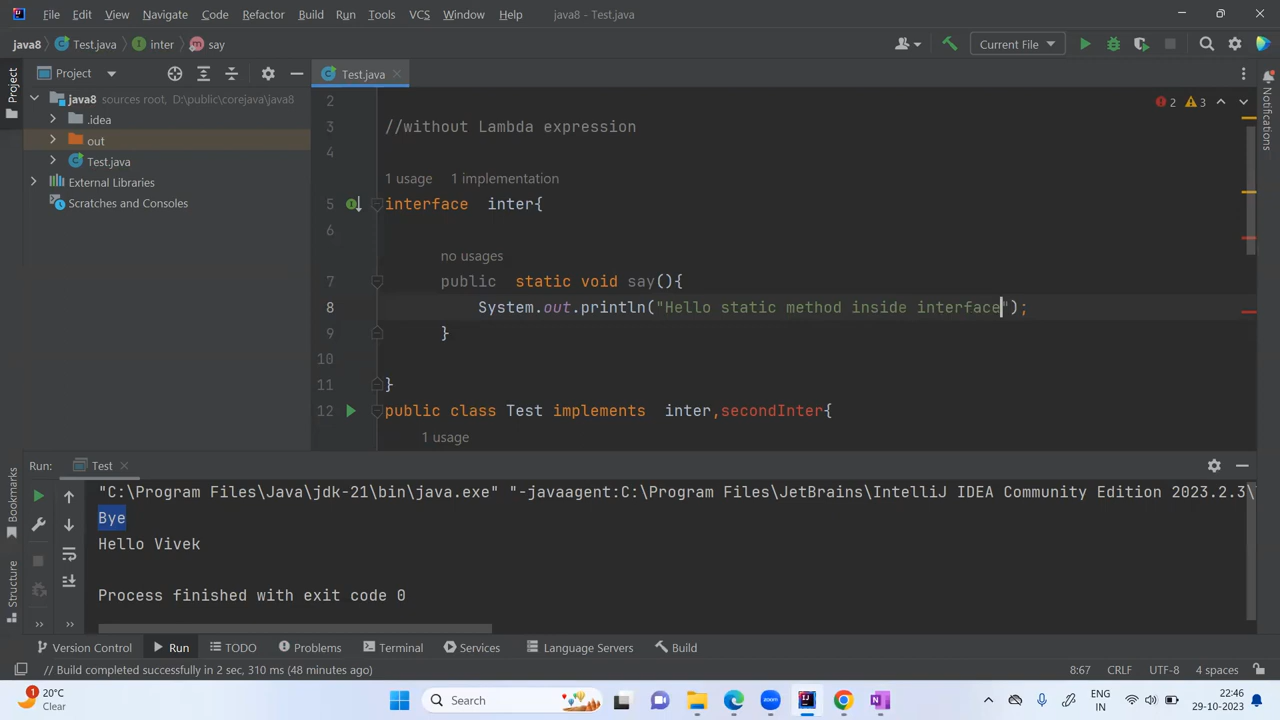 File Edit View Navigate Code Refactor Build Run Tools VCS Window Help java8 - Test.java
java8 Test.java inter say Current File
Project
Project
Test.java
java8 sources root, D:\public\corejava\java8
.idea
out
Test.java
External Libraries
Scratches and Consoles
2
2 3
3 //without Lambda expression
4
1 usage 1 implementation
5 interface inter{
6
no usages
7 public static void say(){
8 System.out.println("Hello static method inside interface");
9 }
10
11 }
12 public class Test implements inter,secondInter{
1 usage
Notifications
Run: Test
"C:\Program Files\Java\jdk-21\bin\java.exe" "-javaagent:C:\Program Files\JetBrains\IntelliJ IDEA Community Edition 2023.2.3\
Bye
Hello Vivek
Process finished with exit code 0
Bookmarks
Structure
Version Control Run TODO Problems Terminal Services Language Servers Build
// Build completed successfully in 2 sec, 310 ms (48 minutes ago) 8:67 CRLF UTF-8 4 spaces
1 20°C
Clear
Search
zoom
ENG
IN
22:46
29-10-2023